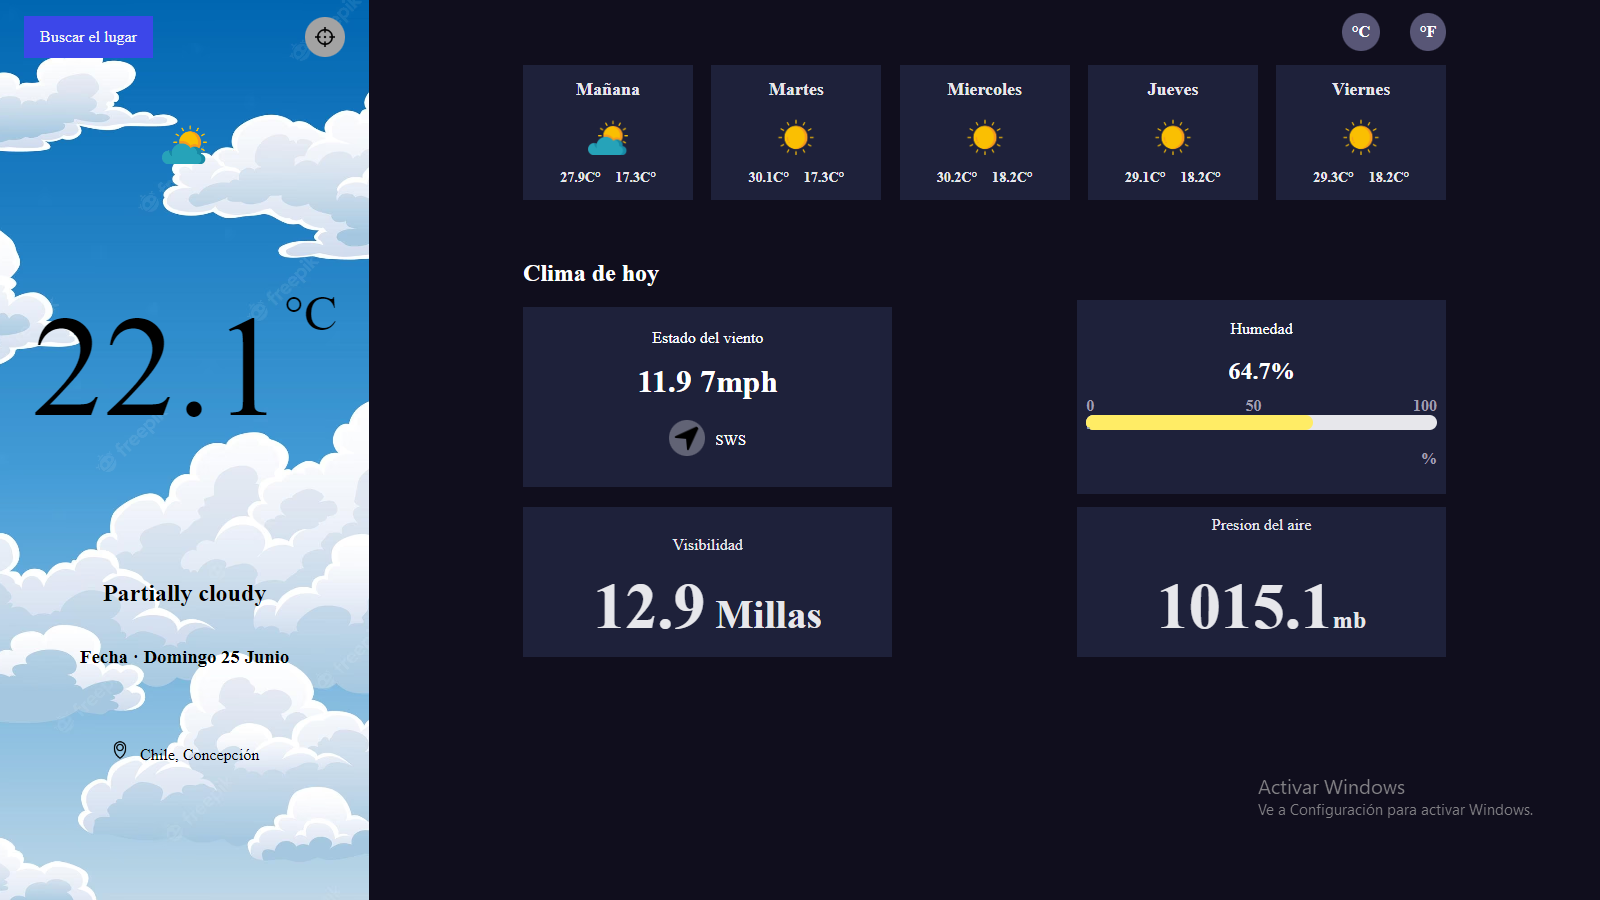 Buscar el lugar
22.1 °C
Partially cloudy
Fecha · Domingo 25 Junio
Chile, Concepción
°C °F
Mañana
27.9C° 17.3C°
Martes
30.1C° 17.3C°
Miercoles
30.2C° 18.2C°
Jueves
29.1C° 18.2C°
Viernes
29.3C° 18.2C°
Clima de hoy
Estado del viento
11.9 7mph
SWS
Humedad
64.7%
0 50 100
%
Visibilidad
12.9 Millas
Presion del aire
1015.1mb
Activar Windows
Ve a Configuración para activar Windows.
freepik
freepik
freepik